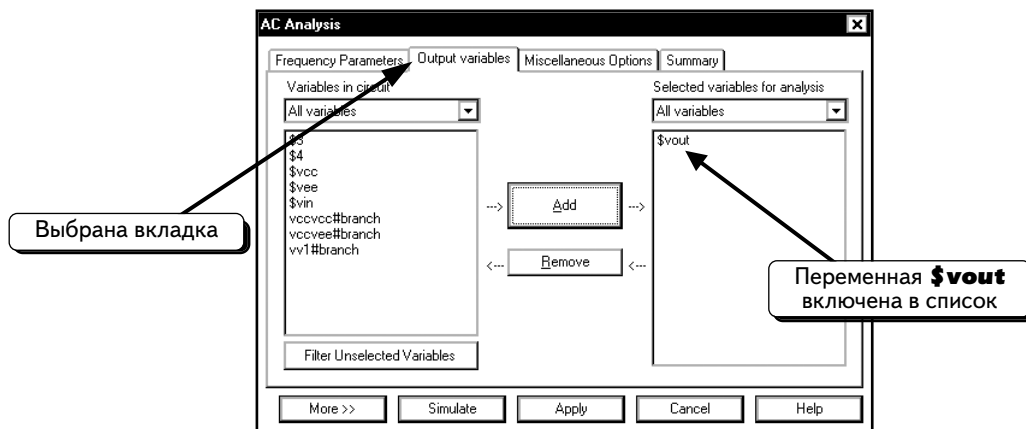 AC Analysis
Frequency Parameters Output variables Miscellaneous Options Summary
Variables in circuit
Selected variables for analysis
All variables
All variables
$3
$4
$vcc
$vee
$vin
vccvcc#branch
vccvee#branch
vv1#branch
$vout
---> Add --->
<--- Remove <---
Выбрана вкладка
Переменная $vout
включена в список
Filter Unselected Variables
More >> Simulate Apply Cancel Help